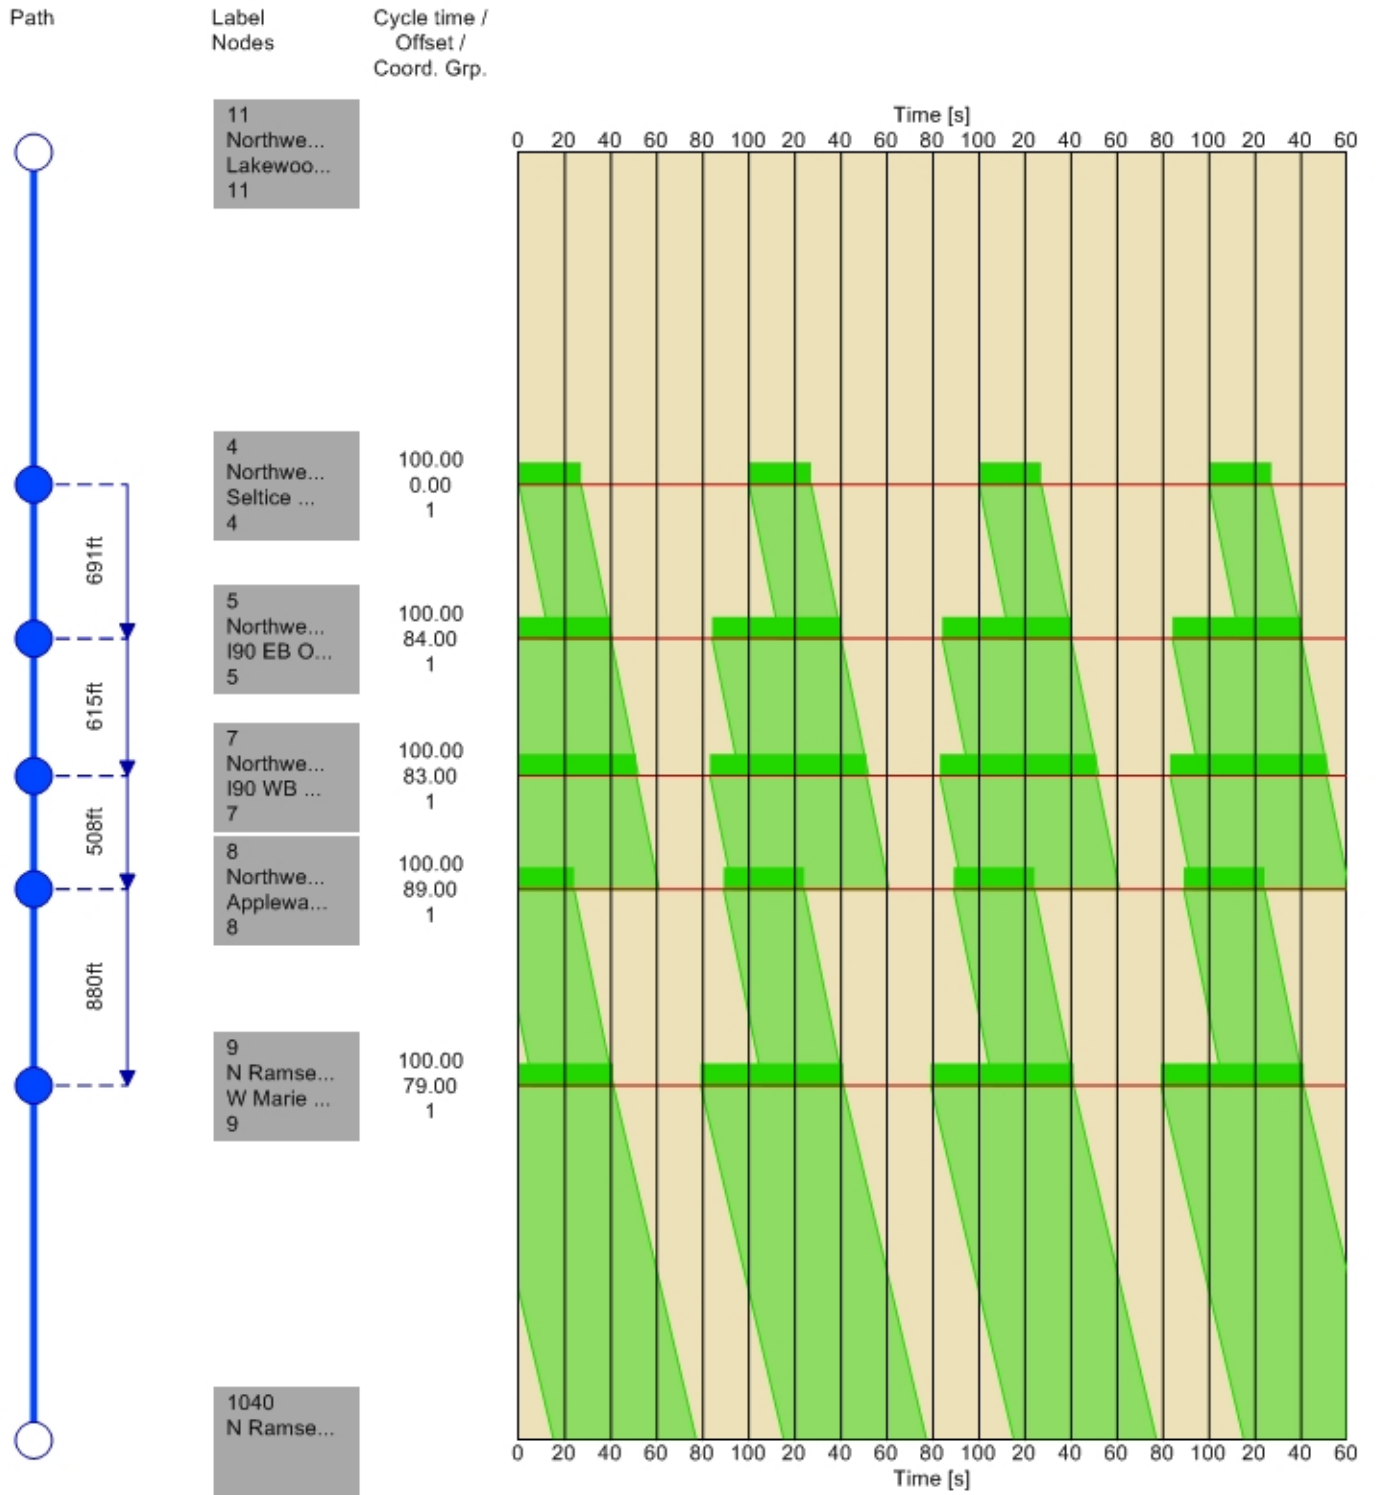 Path
Label
Nodes
Cycle time /
Offset /
Coord. Grp.
11
Northwe...
Lakewoo...
11
Time [s]
0 20 40 60 80 100 20 40 60 80 100 20 40 60 80 100 20 40 60
4
Northwe...
Seltice ...
4
100.00
0.00
1
691ft
5
Northwe...
I90 EB O...
5
100.00
84.00
1
615ft
7
Northwe...
I90 WB ...
7
100.00
83.00
1
508ft
8
Northwe...
Applewa...
8
100.00
89.00
1
880ft
9
N Ramse...
W Marie ...
9
100.00
79.00
1
1040
N Ramse...
0 20 40 60 80 100 20 40 60 80 100 20 40 60 80 100 20 40 60
Time [s]